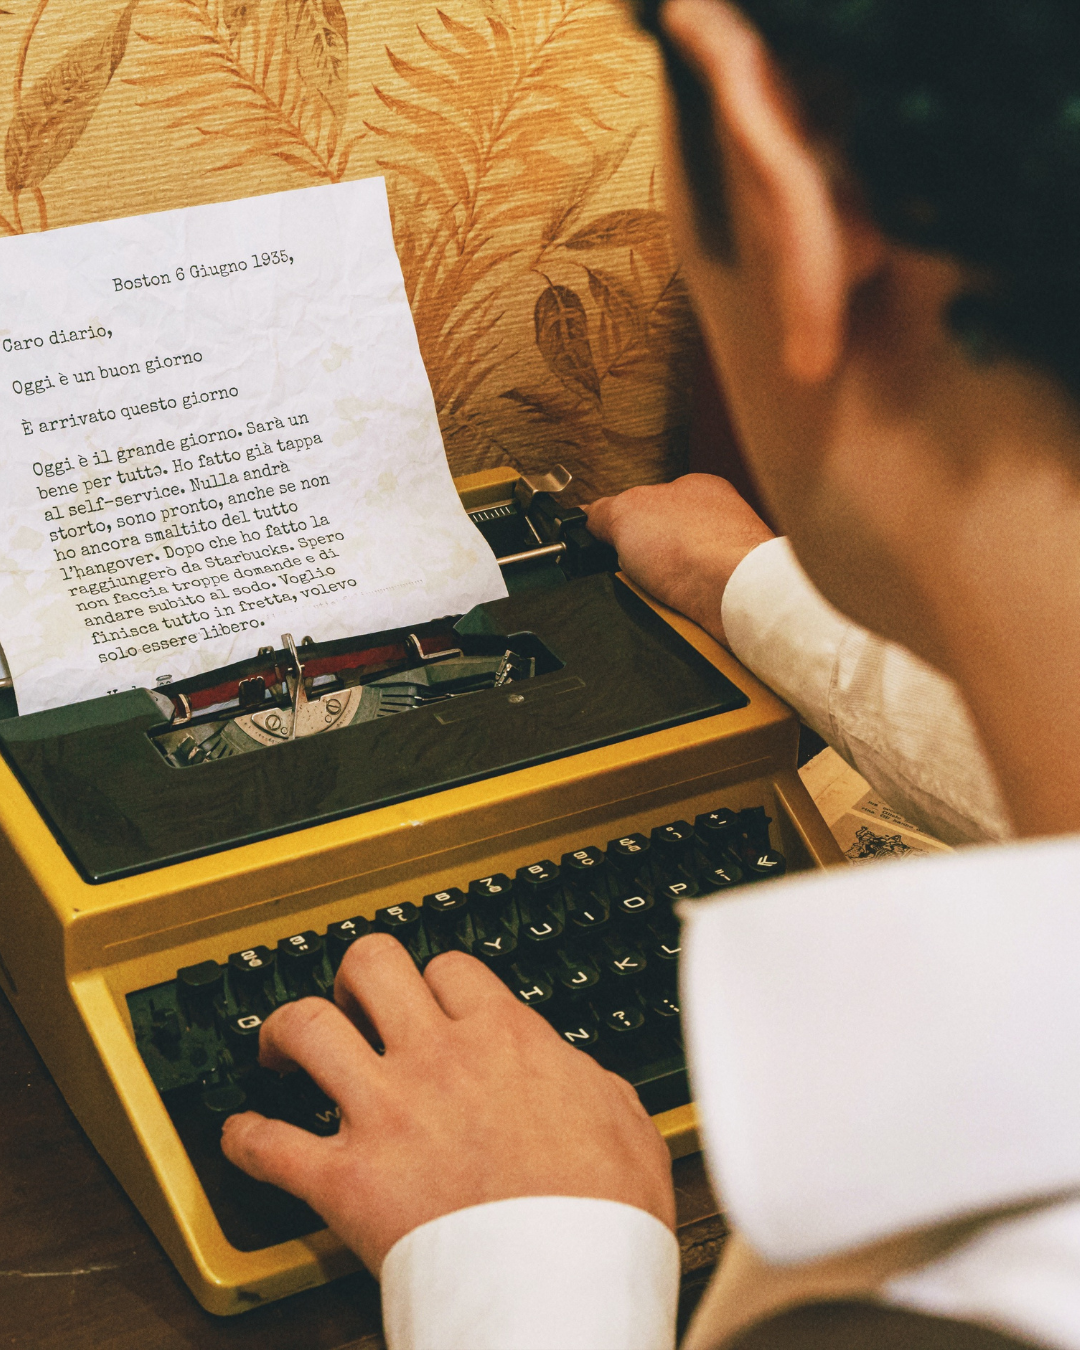 Boston 6 Giugno 1935,
Caro diario,
Oggi è un buon giorno
È arrivato questo giorno
Oggi è il grande giorno. Sarà un
bene per tutto. Ho fatto già tappa
al self-service. Nulla andrà
storto, sono pronto, anche se non
ho ancora smaltito del tutto
l'hangover. Dopo che ho fatto la
raggiungerò da Starbucks. Spero
non faccia troppe domande e di
andare subito al sodo. Voglio
finisca tutto in fretta, volevo
solo essere libero.
2 3 4 5 6 7 8 9
Q Y U I O P
W H J K L
N ?